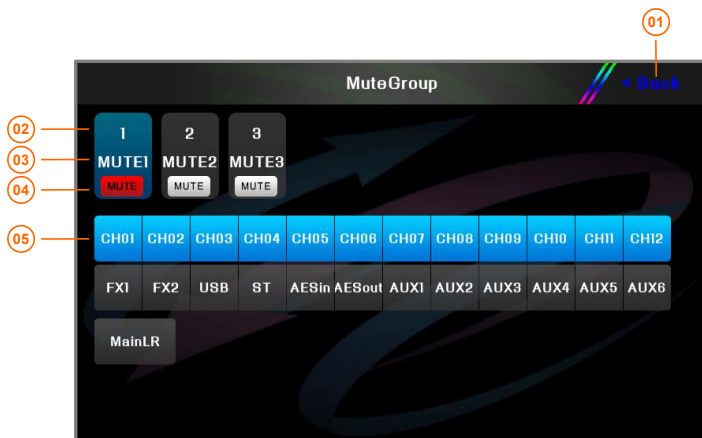 01
MuteGroup < Back
02 1 2 3
03 MUTE1 MUTE2 MUTE3
04 MUTE MUTE MUTE
05 CH01 CH02 CH03 CH04 CH05 CH06 CH07 CH08 CH09 CH10 CH11 CH12
FX1 FX2 USB ST AESin AESout AUX1 AUX2 AUX3 AUX4 AUX5 AUX6
MainLR